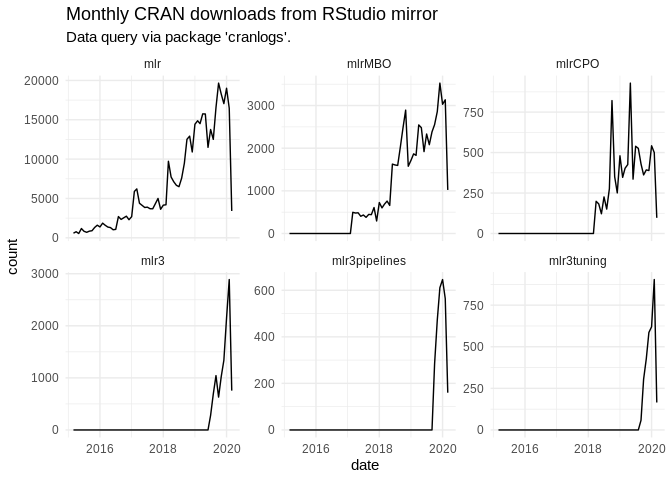 Monthly CRAN downloads from RStudio mirror
Data query via package 'cranlogs'.
mlr
mlrMBO
mlrCPO
20000
15000
10000
5000
0
3000
2000
1000
0
750
500
250
0
count
mlr3
mlr3pipelines
mlr3tuning
3000
2000
1000
0
600
400
200
0
750
500
250
0
2016 2018 2020
2016 2018 2020
2016 2018 2020
date